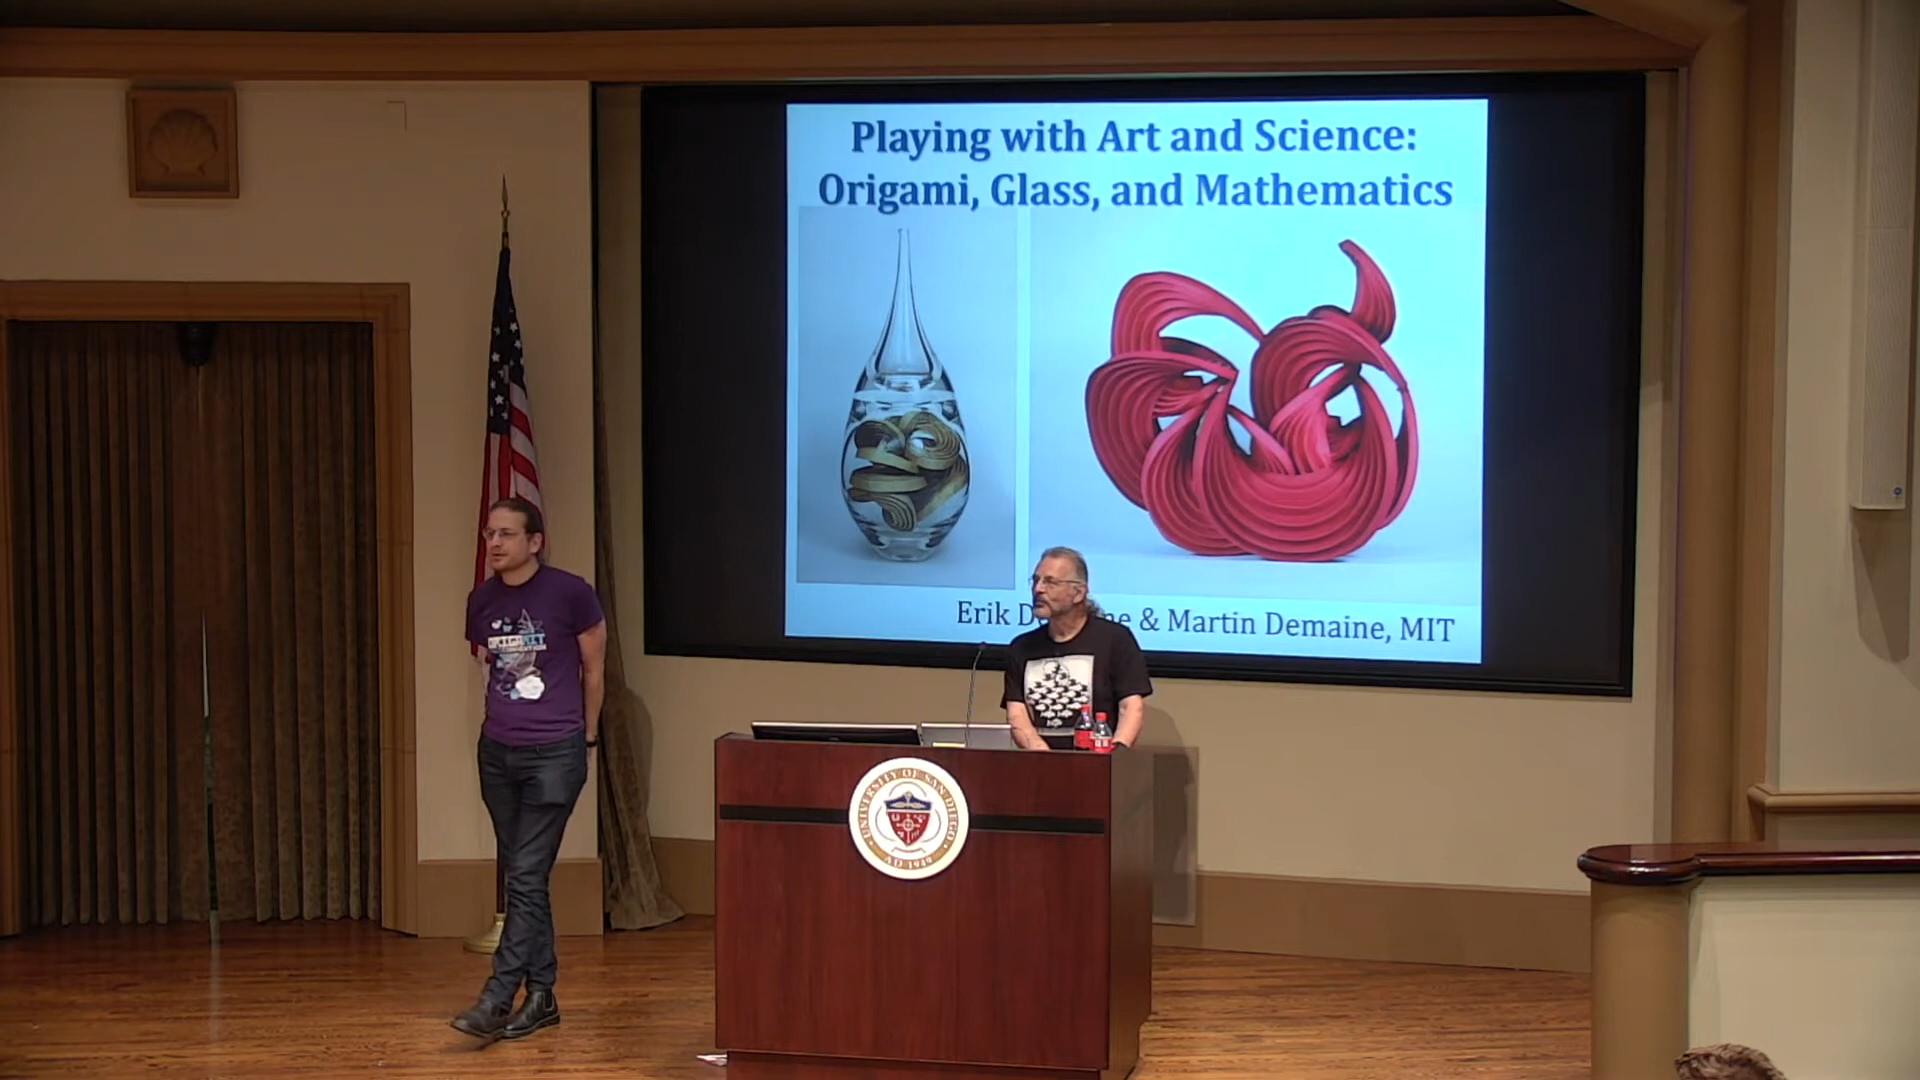 Playing with Art and Science:
Origami, Glass, and Mathematics
Erik D ne & Martin Demaine, MIT
UNIVERSITY OF SAN DIEGO
AD 1949